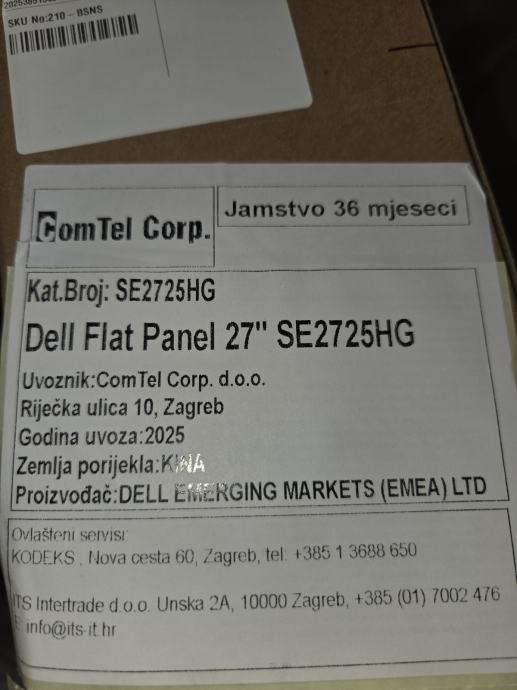 SKU No:210-BSNS
ComTel Corp.
Jamstvo 36 mjeseci
Kat.Broj: SE2725HG
Dell Flat Panel 27" SE2725HG
Uvoznik:ComTel Corp. d.o.o.
Riječka ulica 10, Zagreb
Godina uvoza:2025
Zemlja porijekla:KINA
Proizvođač:DELL EMERGING MARKETS (EMEA) LTD
Ovlašteni servisi:
KODEKS , Nova cesta 60, Zagreb, tel: +385 1 3688 650
ITS Intertrade d.o.o. Unska 2A, 10000 Zagreb, +385 (01) 7002 476
E: info@its-it.hr